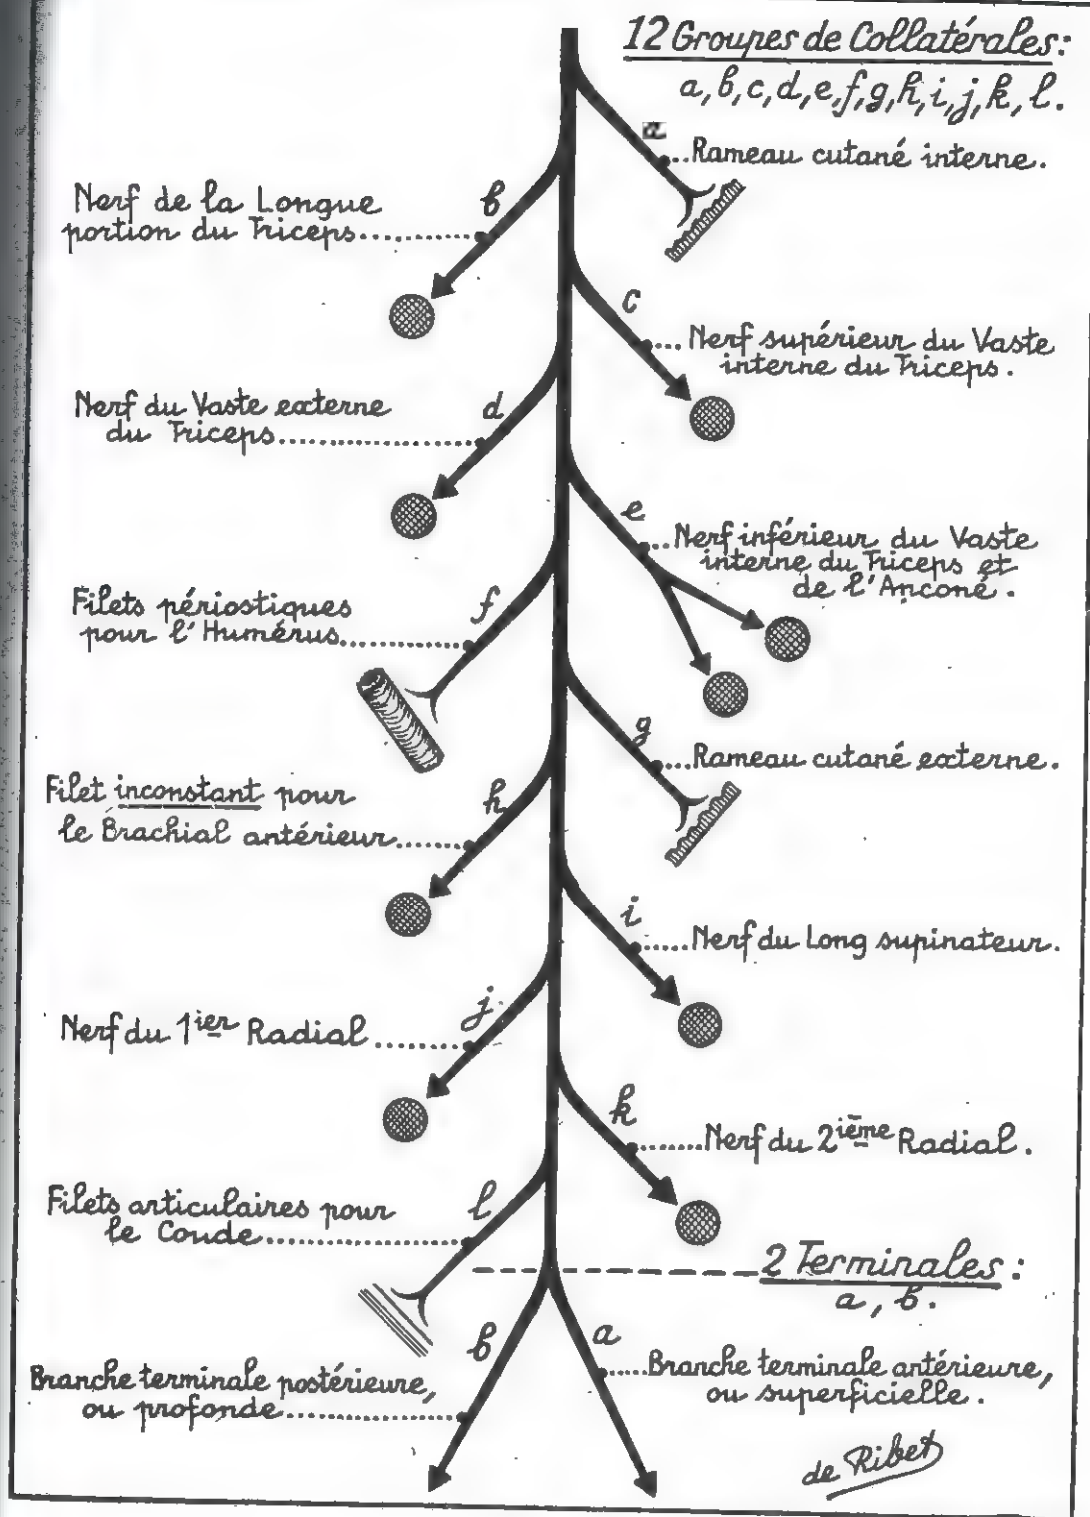 12 Groupes de Collatérales:
a, b, c, d, e, f, g, h, i, j, k, l.
a
..Rameau cutané interne.
b
Nerf de la Longue
portion du Triceps............
c
.... Nerf supérieur du Vaste
interne du Triceps.
d
Nerf du Vaste externe
du Triceps....................
e
...Nerf inférieur du Vaste
interne du Triceps et
de l'Anconé.
f
Filets périostiques
pour l'Humérus............
g
....Rameau cutané externe.
h
Filet inconstant pour
le Brachial antérieur.......
i
.....Nerf du Long supinateur.
j
Nerf du 1ier Radial ........
k
.......Nerf du 2ième Radial.
l
Filets articulaires pour
le Coude...................
2 Terminales:
a, b.
a
.....Branche terminale antérieure,
ou superficielle.
b
Branche terminale postérieure,
ou profonde................
de Ribet